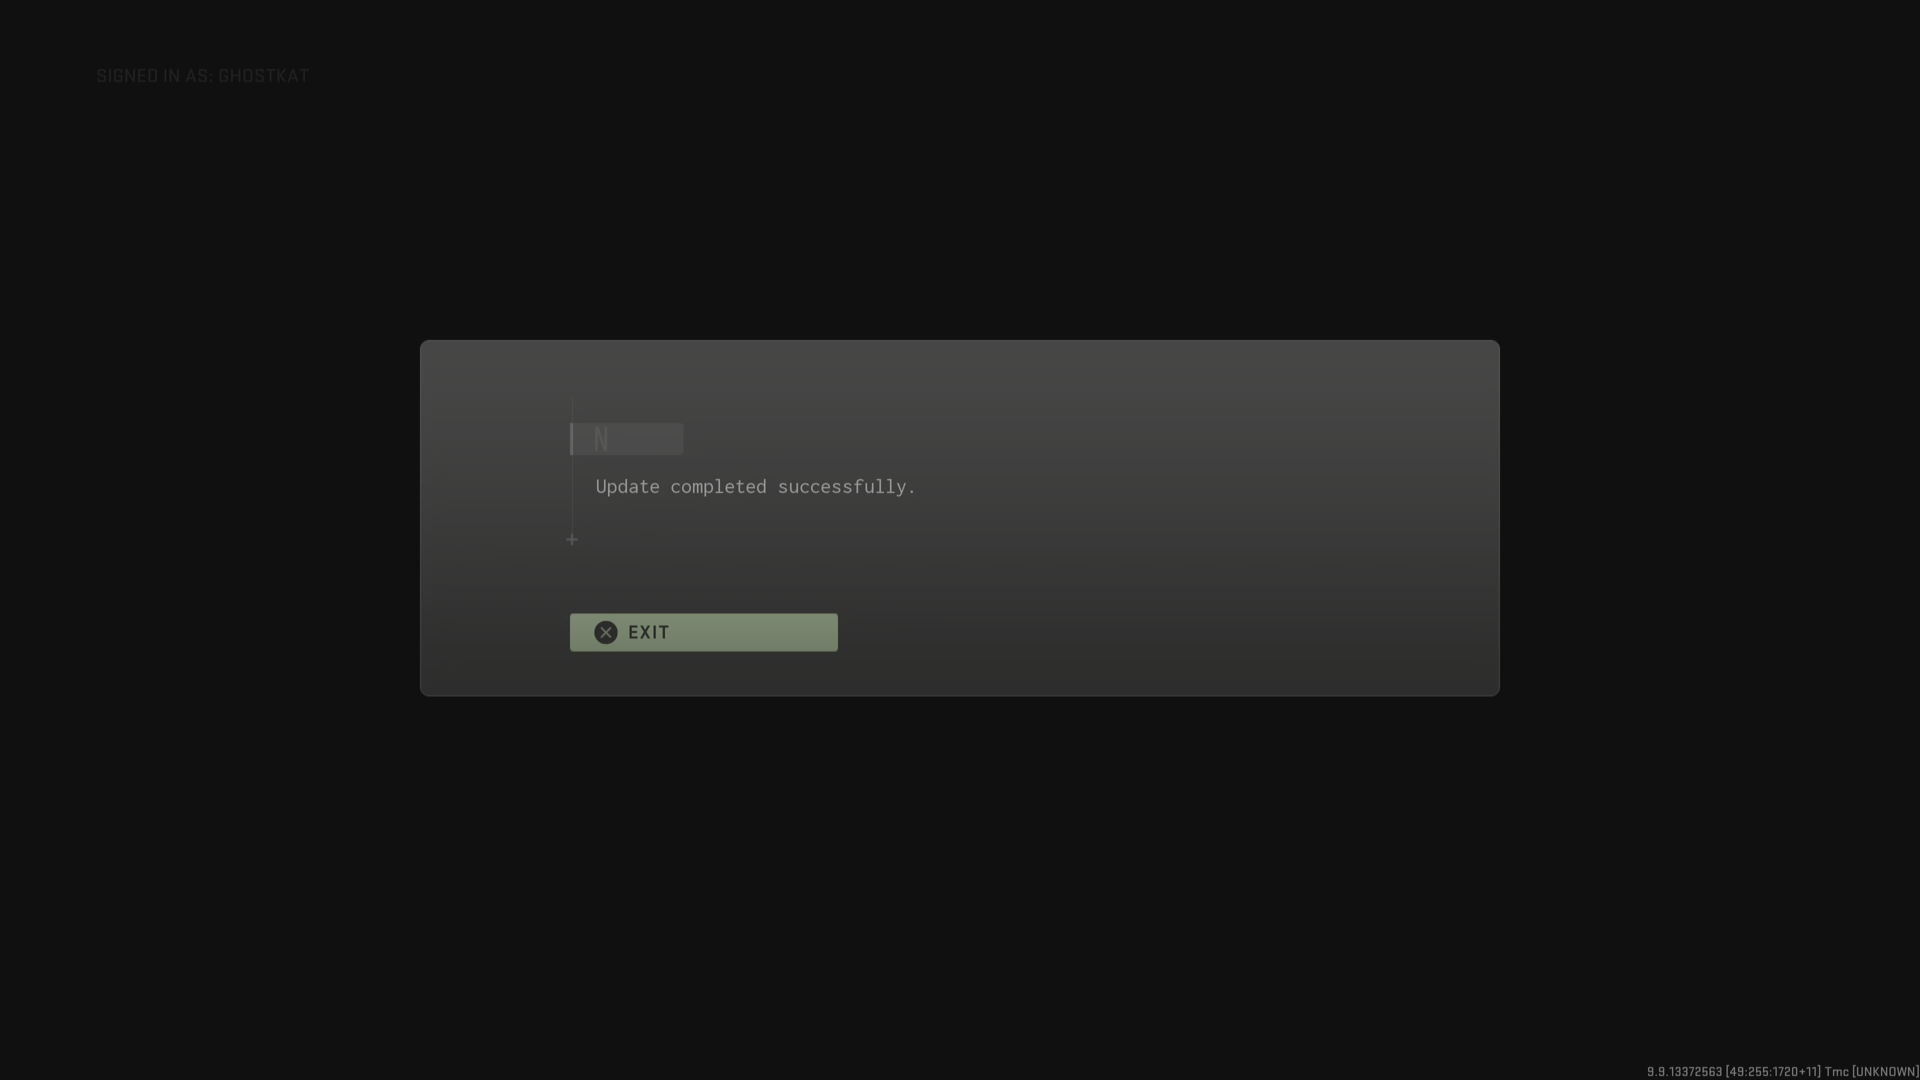 SIGNED IN AS: GHOSTKAT
N
Update completed successfully.
EXIT
9.9.13372563 [49:255:1720+11] Tmc [UNKNOWN]